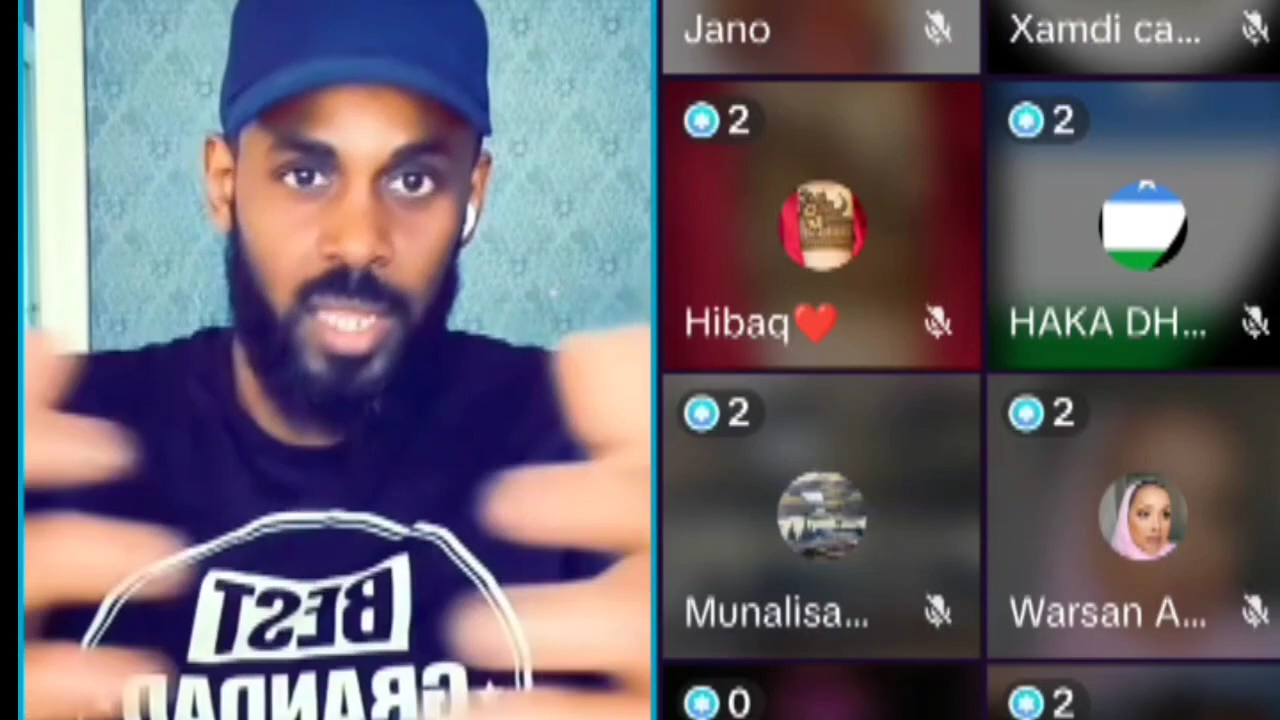 Jano
Xamdi ca...
2
2
Hibaq❤️
HAKA DH...
2
2
Munalisa...
Warsan A...
0
2
BEST
GRANDAD